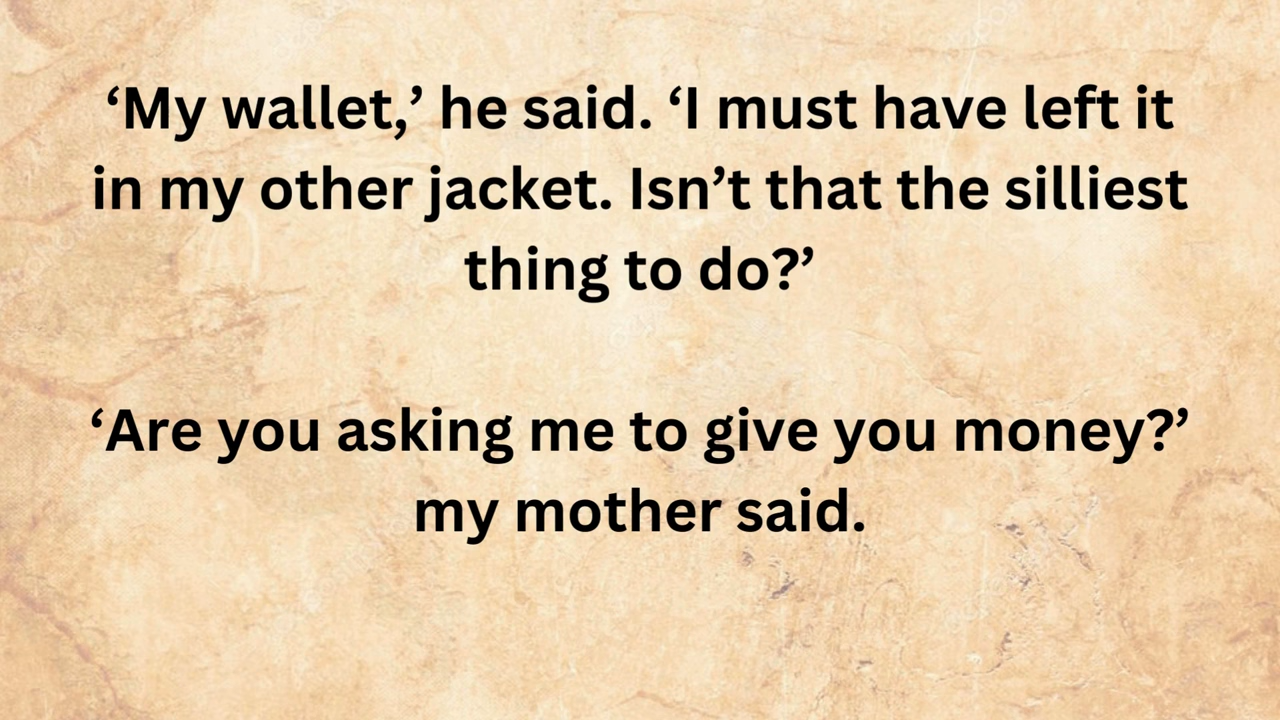 ‘My wallet,’ he said. ‘I must have left it
in my other jacket. Isn’t that the silliest
thing to do?’
‘Are you asking me to give you money?’
my mother said.